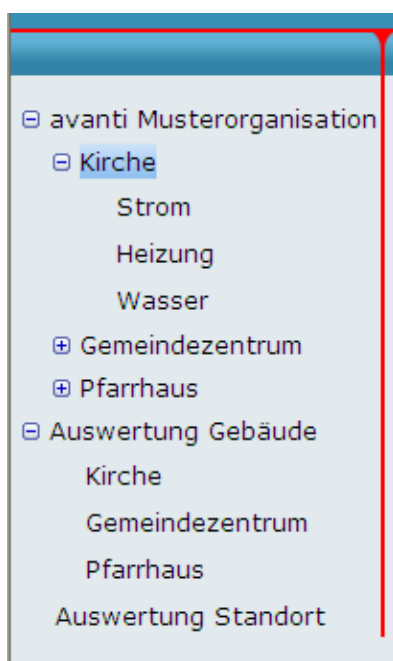 avanti Musterorganisation
Kirche
Strom
Heizung
Wasser
Gemeindezentrum
Pfarrhaus
Auswertung Gebäude
Kirche
Gemeindezentrum
Pfarrhaus
Auswertung Standort